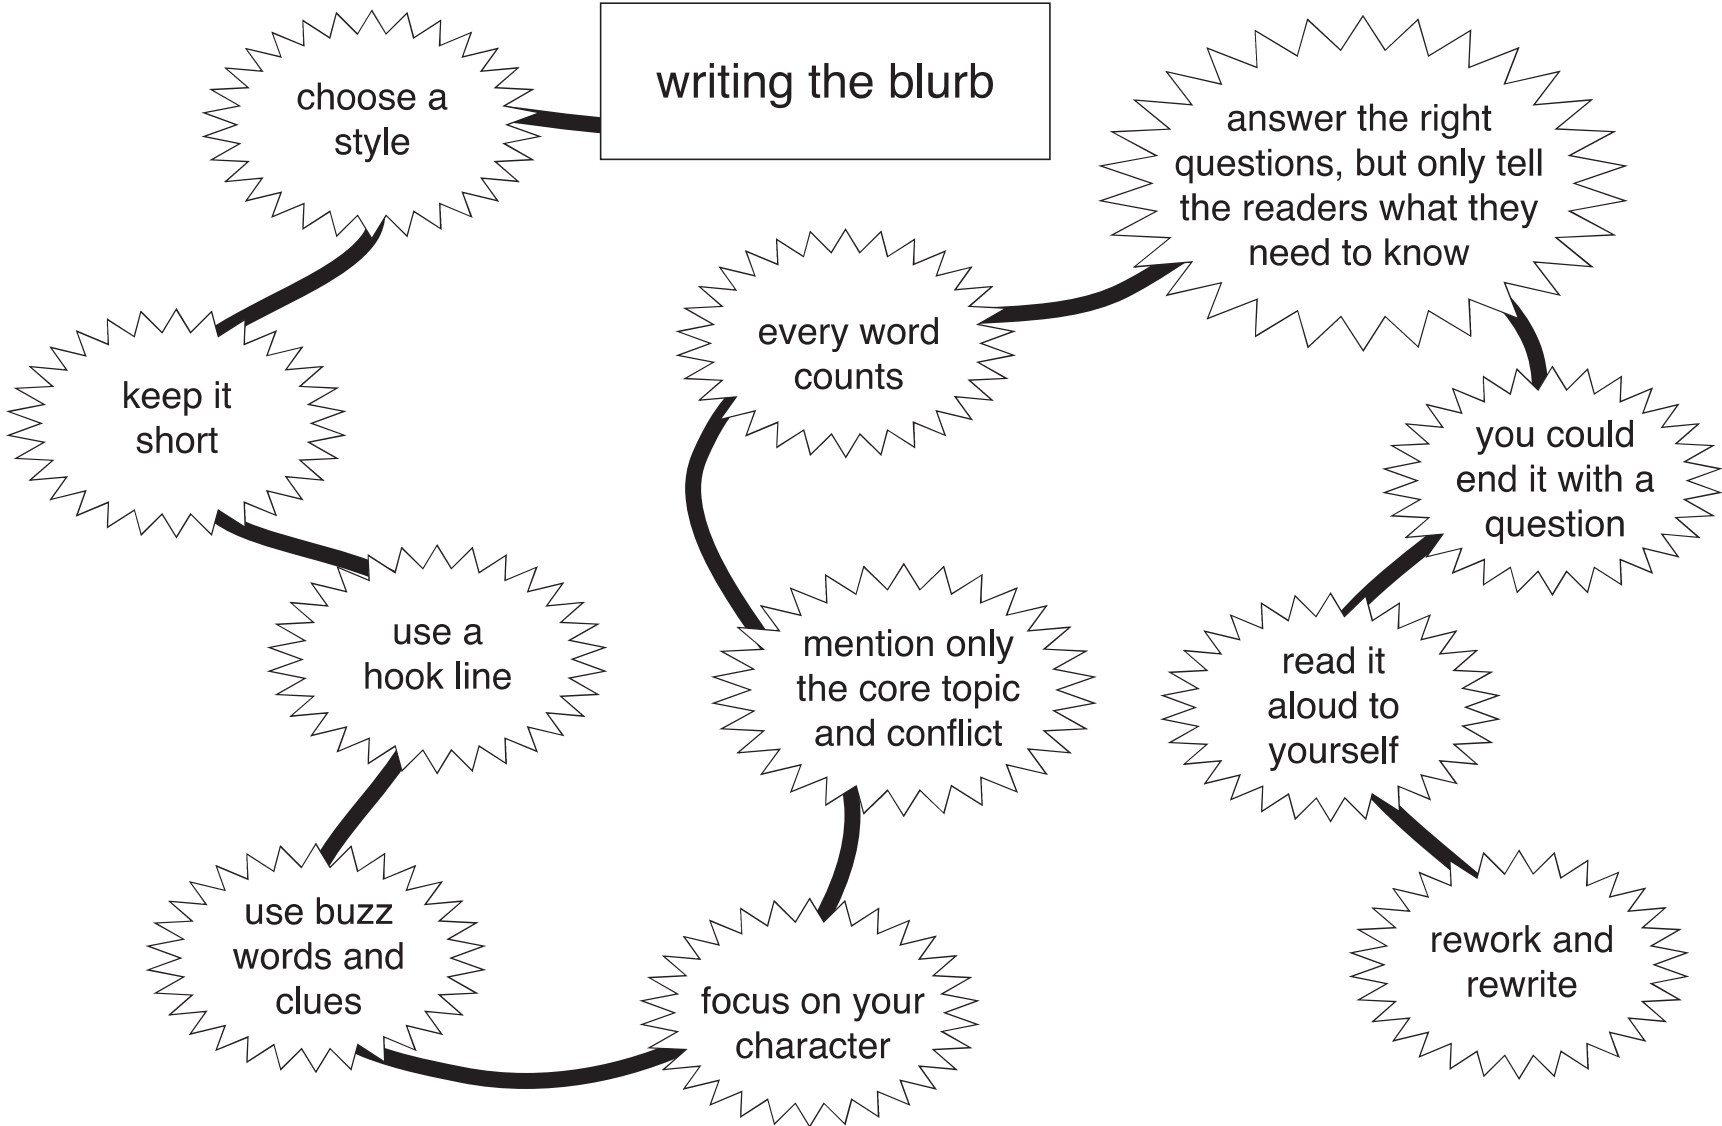 writing the blurb
choose a
style
keep it
short
use a
hook line
use buzz
words and
clues
focus on your
character
mention only
the core topic
and conflict
every word
counts
answer the right
questions, but only tell
the readers what they
need to know
you could
end it with a
question
read it
aloud to
yourself
rework and
rewrite